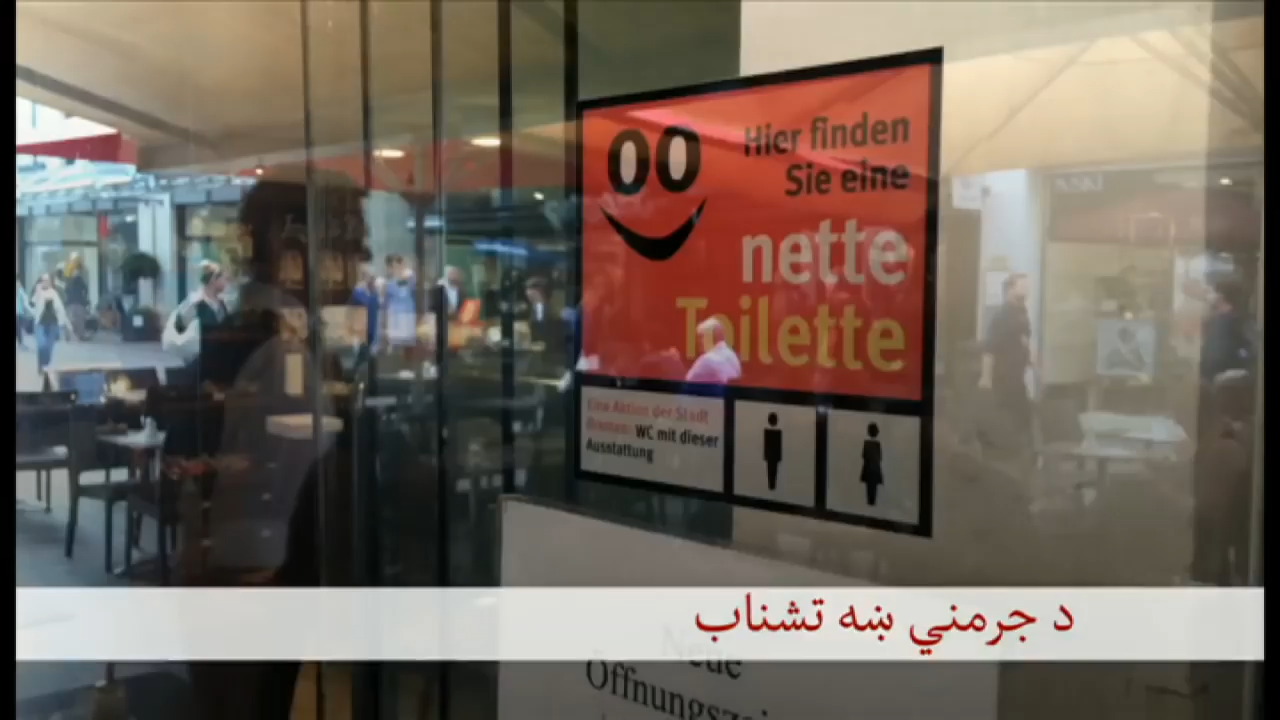 Hier finden
Sie eine
nette
Toilette
Eine Aktion der Stadt
Bremen: WC mit dieser
Ausstattung
د جرمني ښه تشناب
Neue